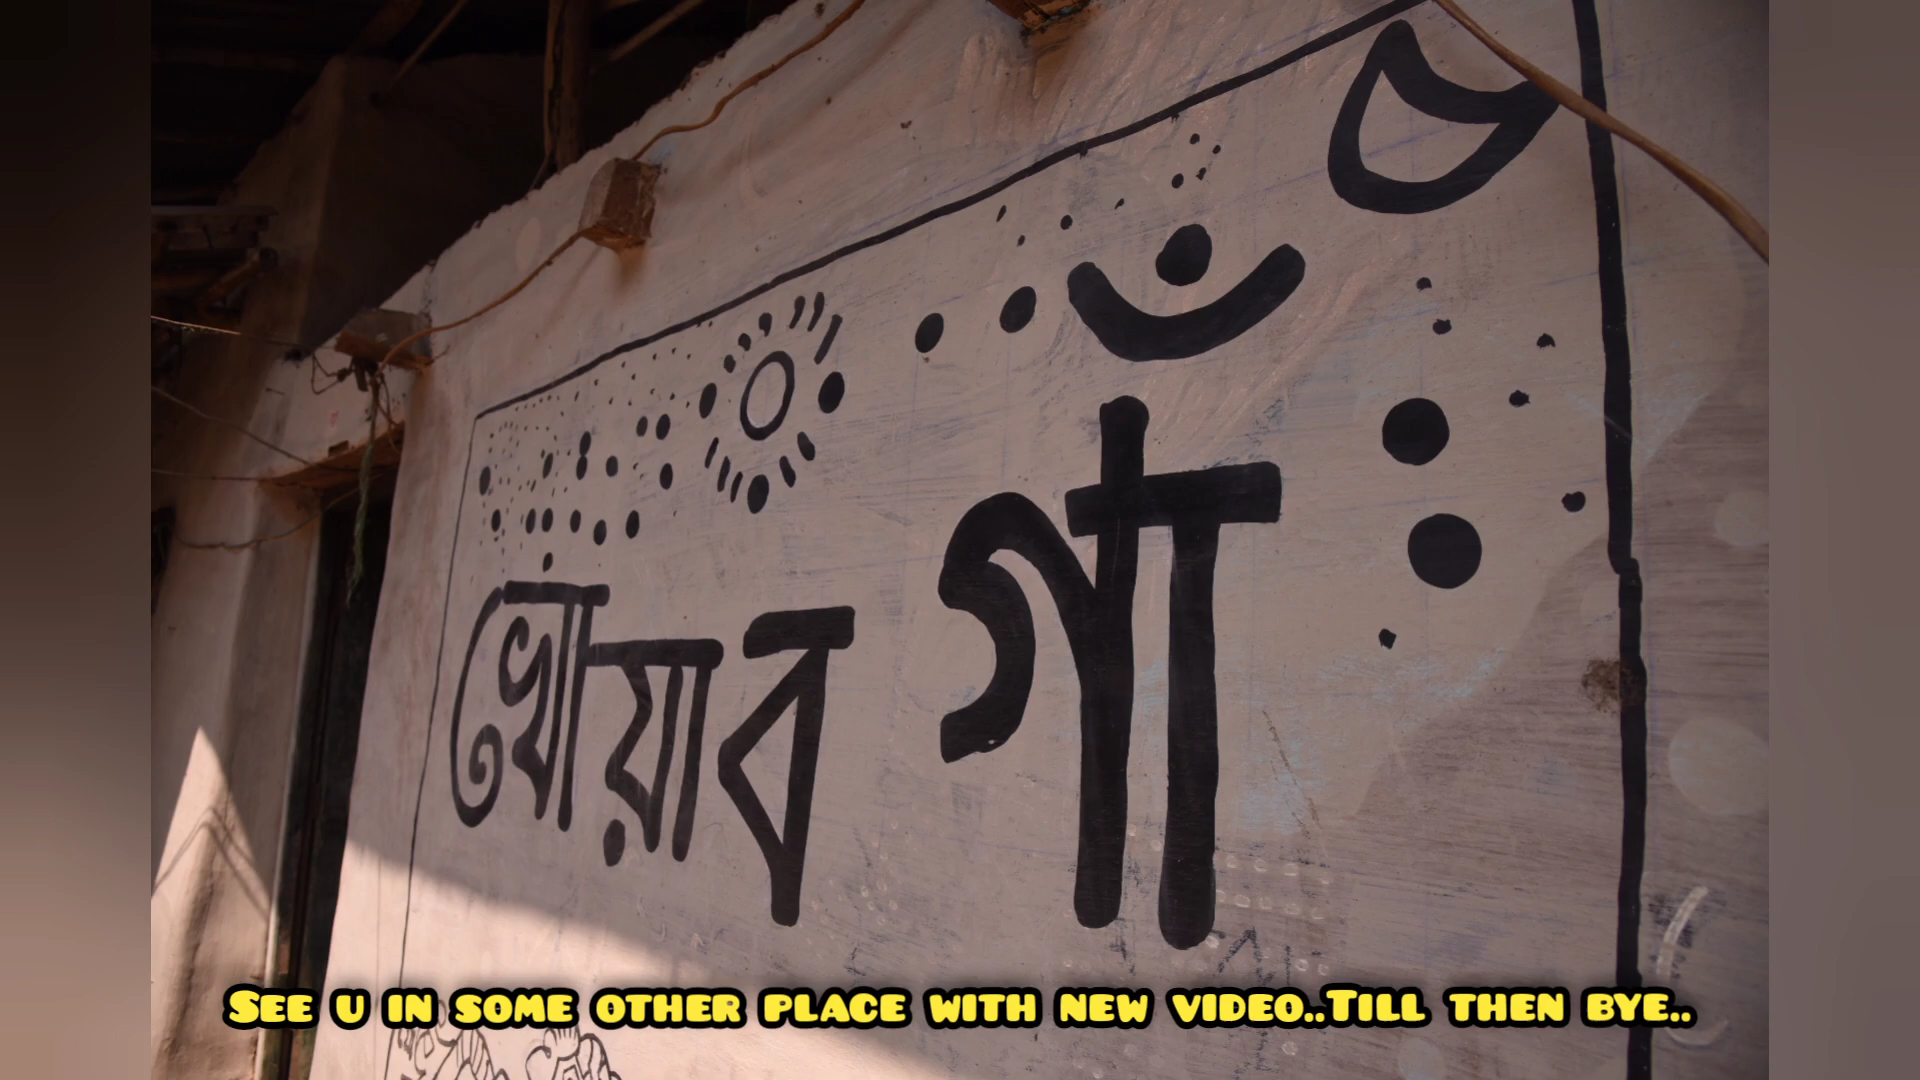 খোয়াব গাঁ
See u in some other place with new video..Till then bye..